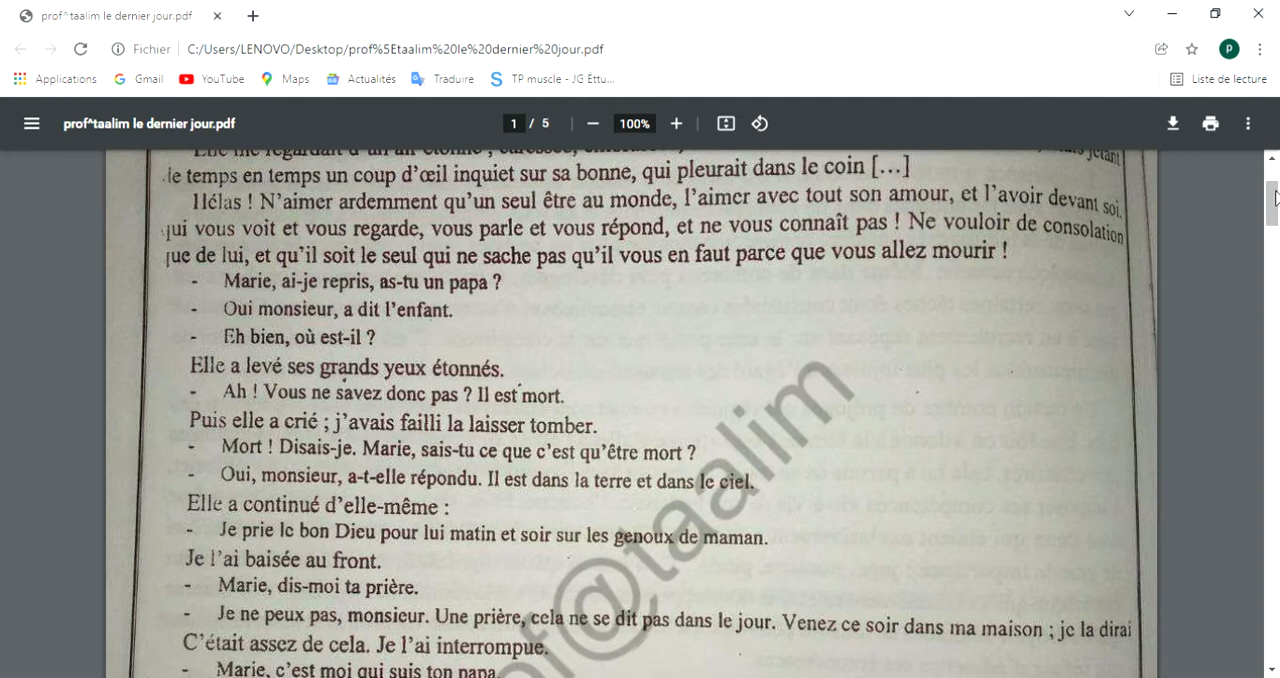 prof^taalim le dernier jour.pdf
Fichier C:/Users/LENOVO/Desktop/prof%5Etaalim%20le%20dernier%20jour.pdf
P
Applications Gmail YouTube Maps Actualités Traduire TP muscle - JG Éttu... Liste de lecture
prof^taalim le dernier jour.pdf 1 / 5 100%
jetant
le temps en temps un coup d'œil inquiet sur sa bonne, qui pleurait dans le coin […]
Hélas ! N'aimer ardemment qu'un seul être au monde, l'aimer avec tout son amour, et l'avoir devant soi,
qui vous voit et vous regarde, vous parle et vous répond, et ne vous connaît pas ! Ne vouloir de consolation
que de lui, et qu'il soit le seul qui ne sache pas qu'il vous en faut parce que vous allez mourir !
- Marie, ai-je repris, as-tu un papa ?
- Oui monsieur, a dit l'enfant.
- Eh bien, où est-il ?
Elle a levé ses grands yeux étonnés.
- Ah ! Vous ne savez donc pas ? Il est mort.
Puis elle a crié ; j'avais failli la laisser tomber.
- Mort ! Disais-je. Marie, sais-tu ce que c'est qu'être mort ?
- Oui, monsieur, a-t-elle répondu. Il est dans la terre et dans le ciel.
Elle a continué d'elle-même :
- Je prie le bon Dieu pour lui matin et soir sur les genoux de maman.
Je l'ai baisée au front.
- Marie, dis-moi ta prière.
- Je ne peux pas, monsieur. Une prière, cela ne se dit pas dans le jour. Venez ce soir dans ma maison ; je la dirai
C'était assez de cela. Je l'ai interrompue.
- Marie, c'est moi qui suis ton papa.
@taalim